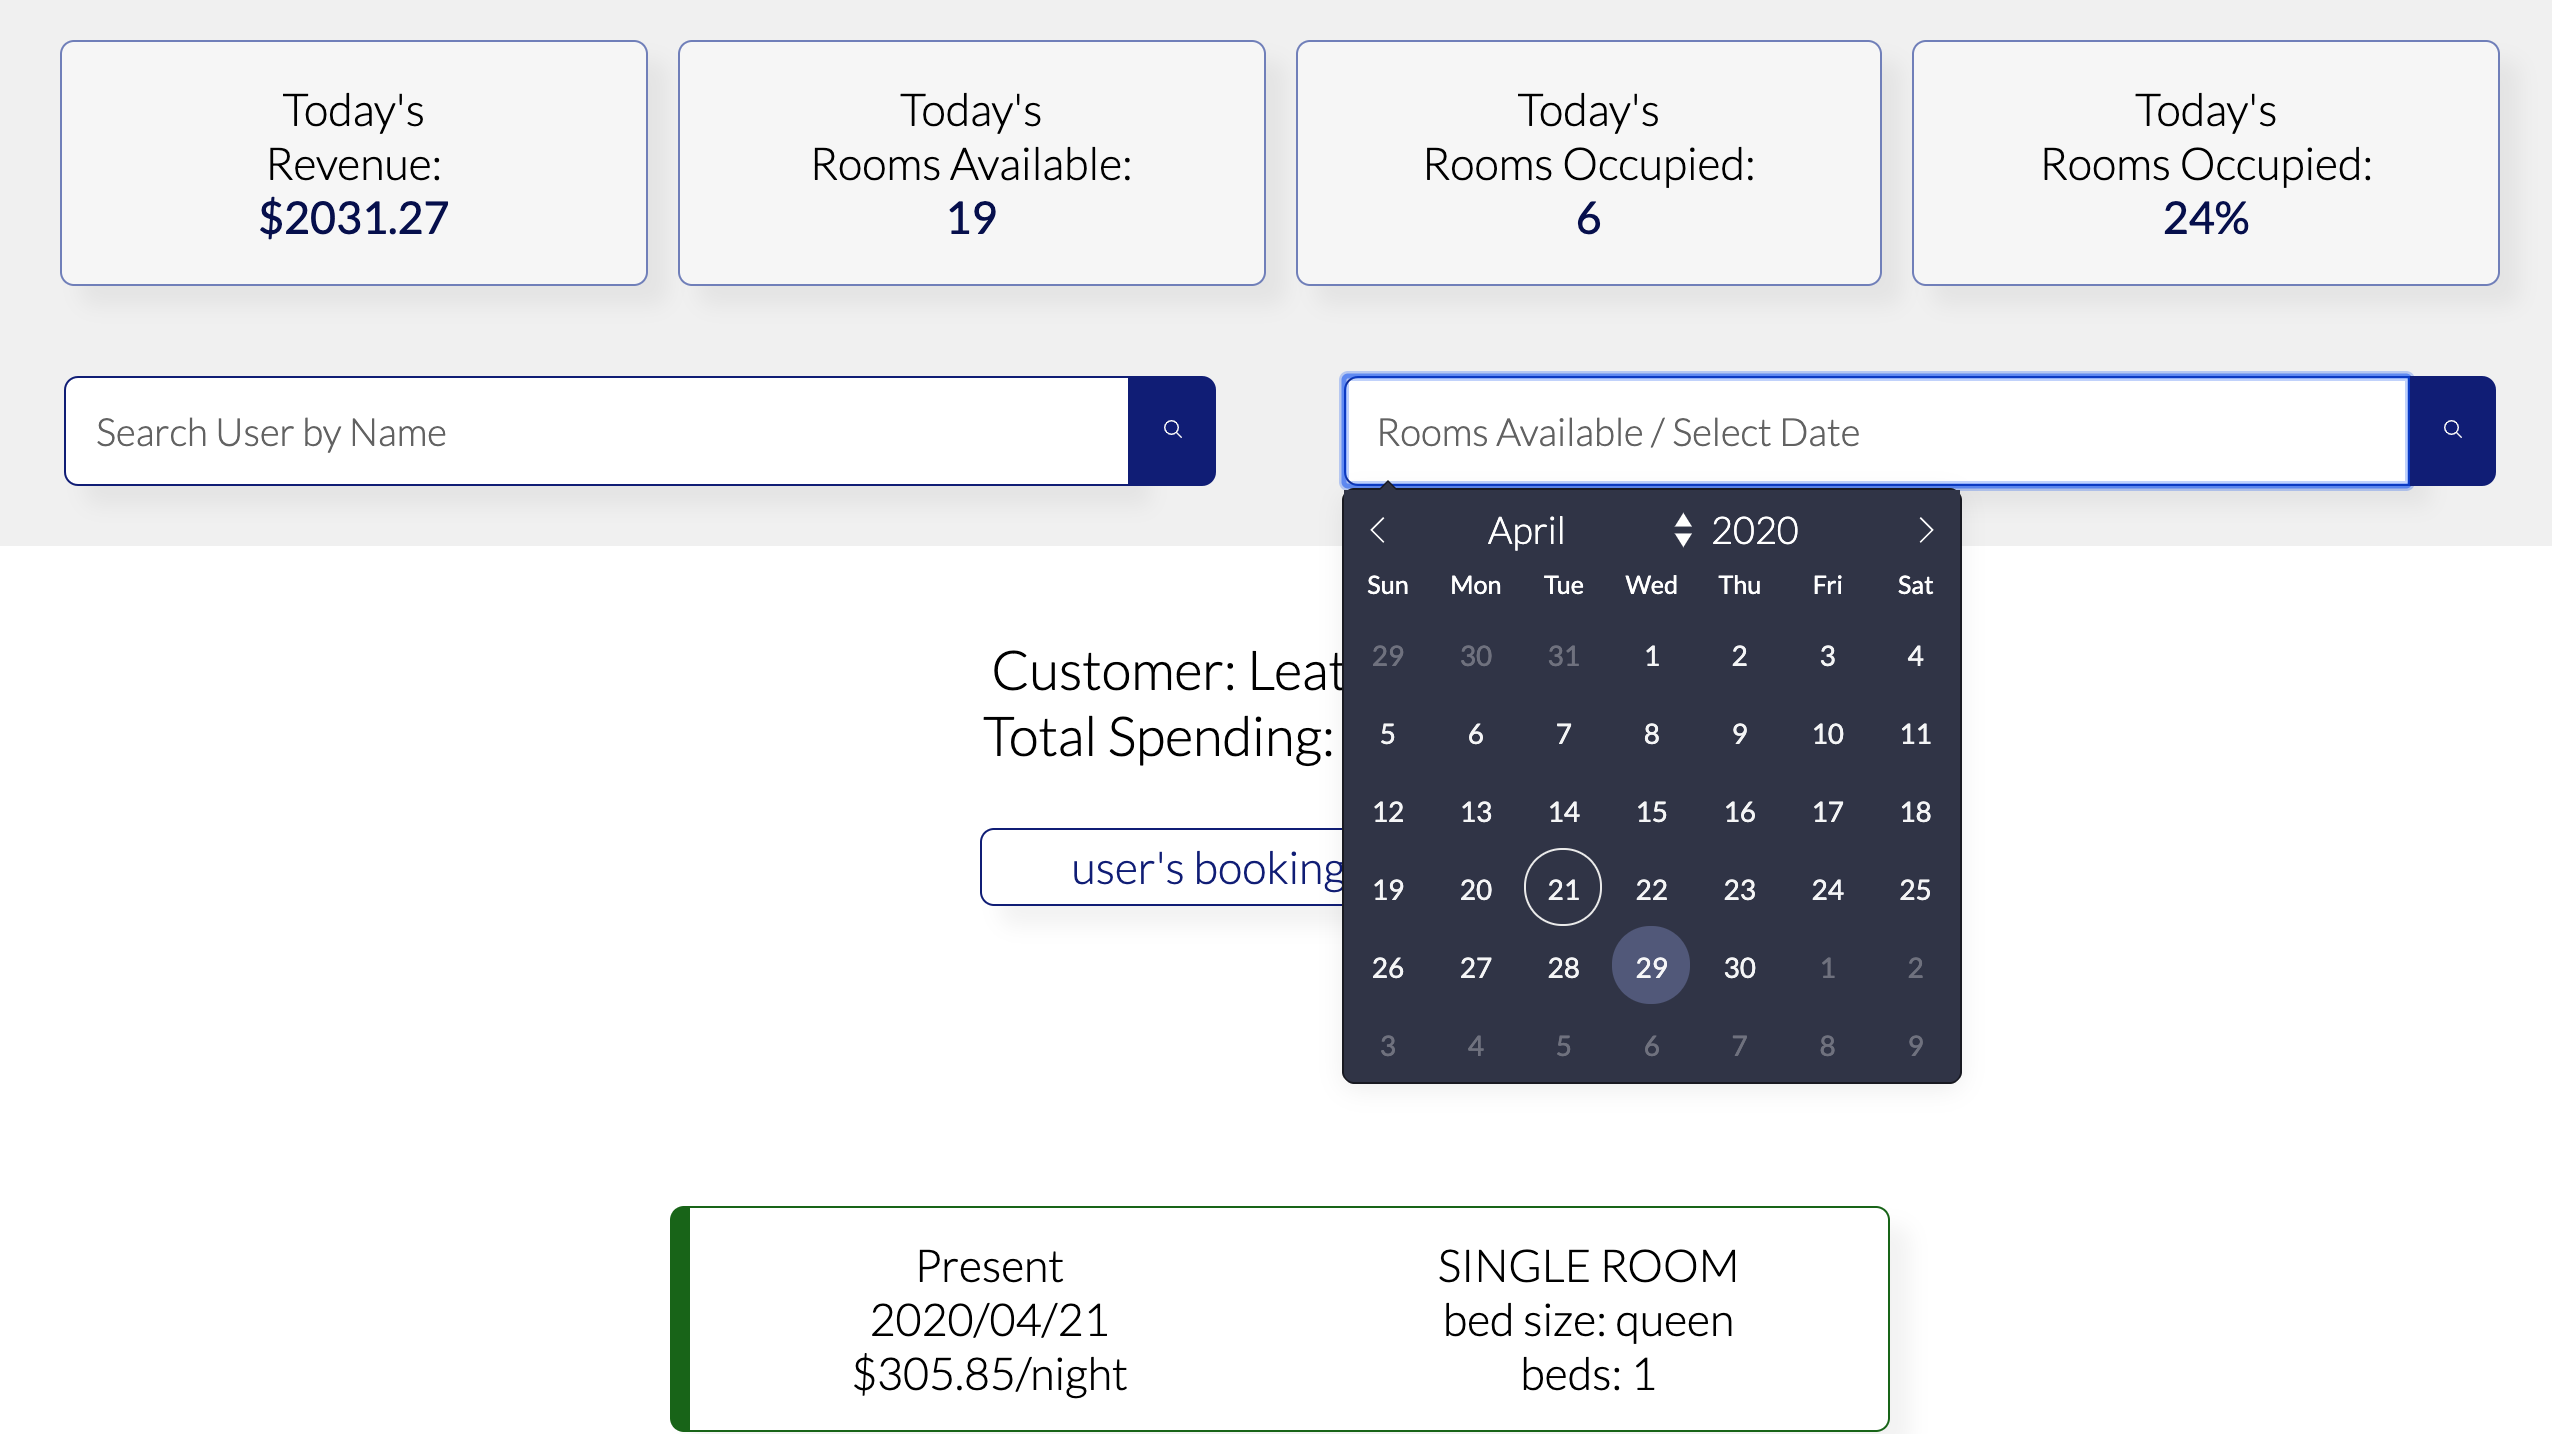 Today's
Revenue:
$2031.27
Today's
Rooms Available:
19
Today's
Rooms Occupied:
6
Today's
Rooms Occupied:
24%
Search User by Name
Rooms Available / Select Date
April 2020
Sun Mon Tue Wed Thu Fri Sat
29 30 31 1 2 3 4
5 6 7 8 9 10 11
12 13 14 15 16 17 18
19 20 21 22 23 24 25
26 27 28 29 30 1 2
3 4 5 6 7 8 9
Customer: Leat
Total Spending:
user's booking
Present
2020/04/21
$305.85/night
SINGLE ROOM
bed size: queen
beds: 1